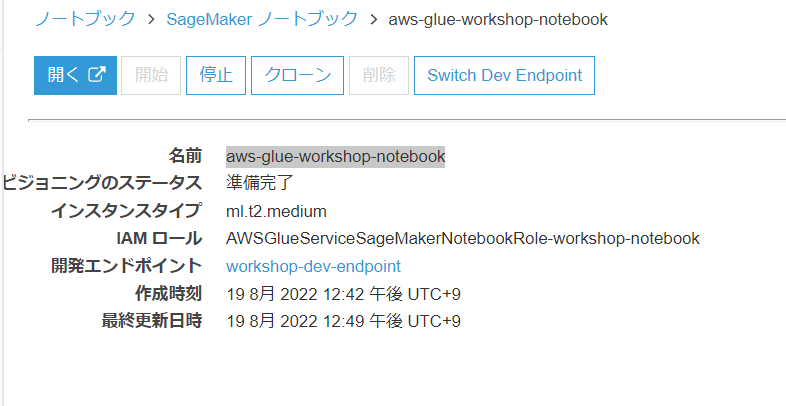 ノートブック > SageMaker ノートブック > aws-glue-workshop-notebook
開く 開始 停止 クローン 削除 Switch Dev Endpoint
名前 aws-glue-workshop-notebook
ビジョニングのステータス 準備完了
インスタンスタイプ ml.t2.medium
IAM ロール AWSGlueServiceSageMakerNotebookRole-workshop-notebook
開発エンドポイント workshop-dev-endpoint
作成時刻 19 8月 2022 12:42 午後 UTC+9
最終更新日時 19 8月 2022 12:49 午後 UTC+9